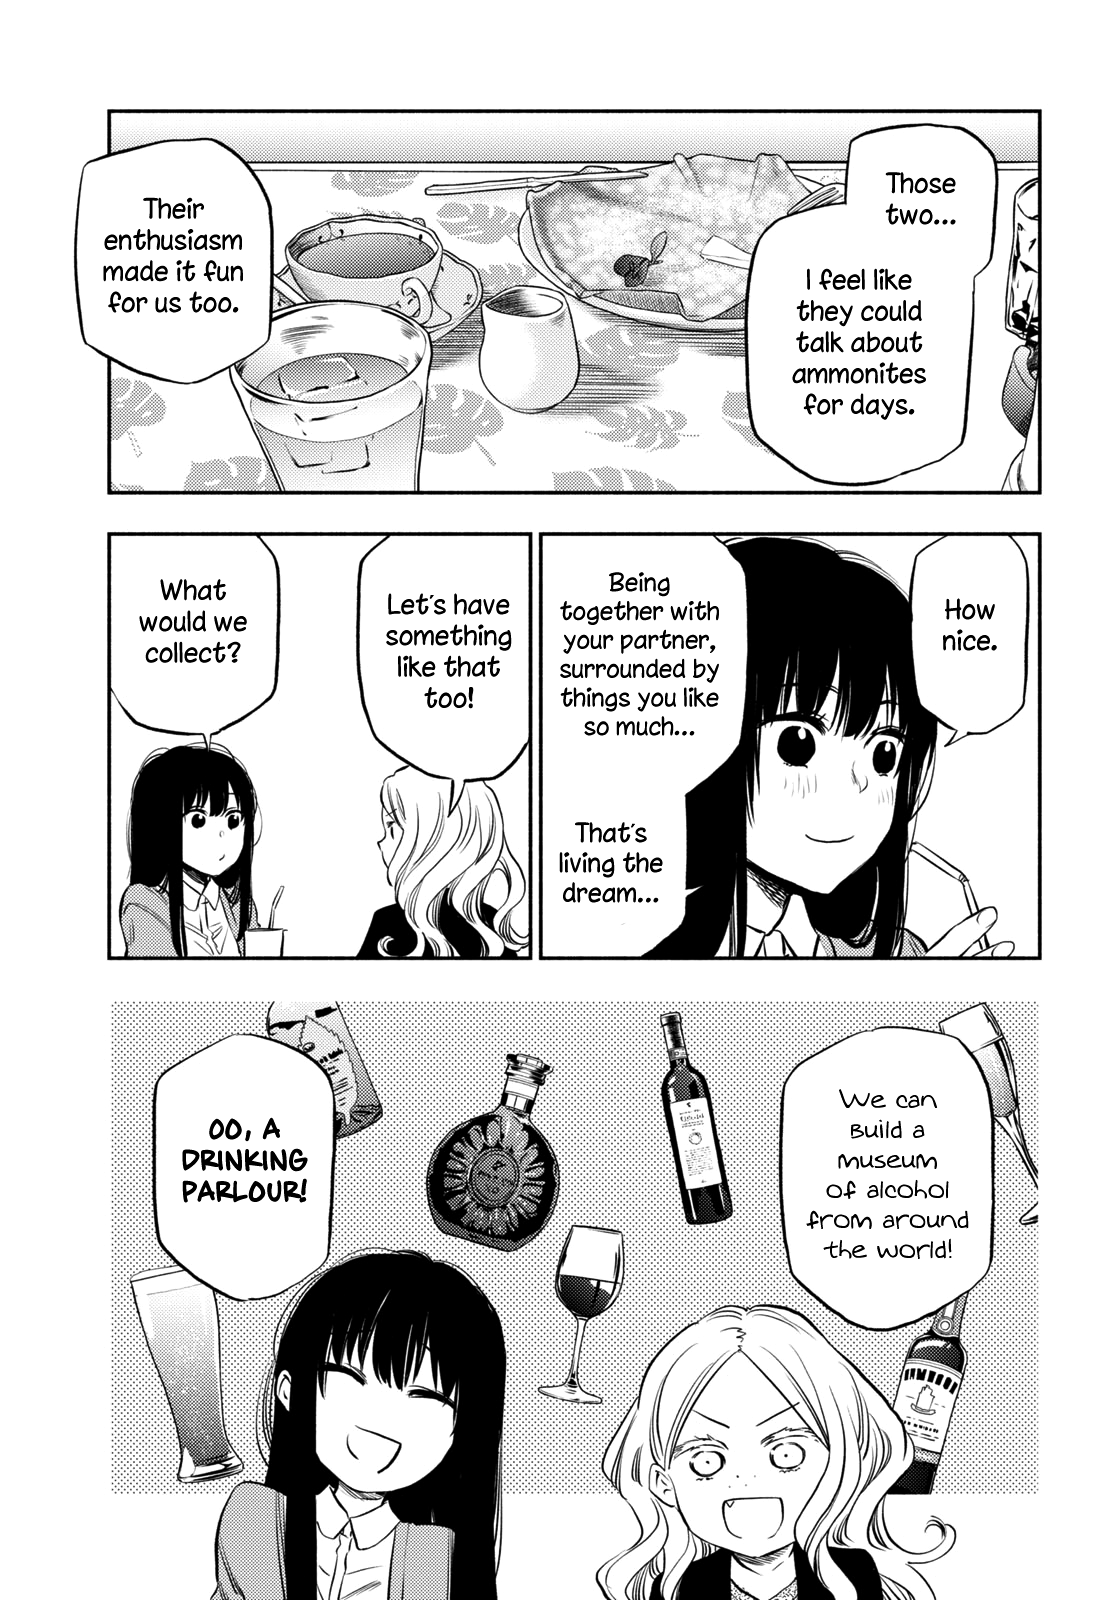 Those
two...
I feel like
they could
talk about
ammonites
for days.
Their
enthusiasm
made it fun
for us too.
How
nice.
Being
together with
your partner,
surrounded by
things you like
so much...
That's
living the
dream...
Let's have
something
like that
too!
What
would we
collect?
We can
build a
museum
of alcohol
from around
the world!
OO, A
DRINKING
PARLOUR!